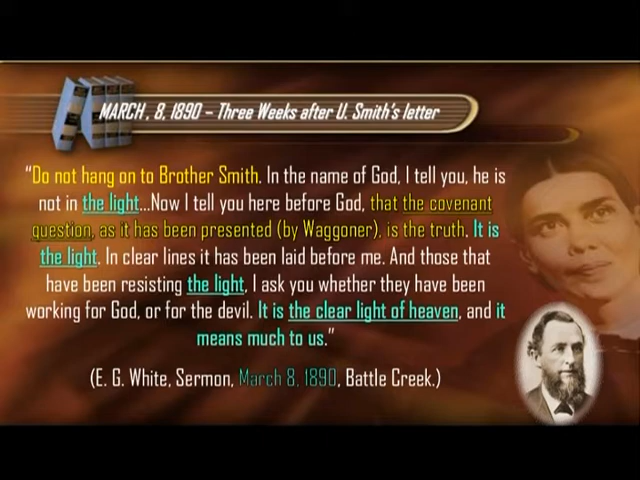 MARCH , 8, 1890 – Three Weeks after U. Smith's letter
“Do not hang on to Brother Smith. In the name of God, I tell you, he is
not in the light...Now I tell you here before God, that the covenant
question, as it has been presented (by Waggoner), is the truth. It is
the light. In clear lines it has been laid before me. And those that
have been resisting the light, I ask you whether they have been
working for God, or for the devil. It is the clear light of heaven, and it
means much to us.”
(E. G. White, Sermon, March 8, 1890, Battle Creek.)